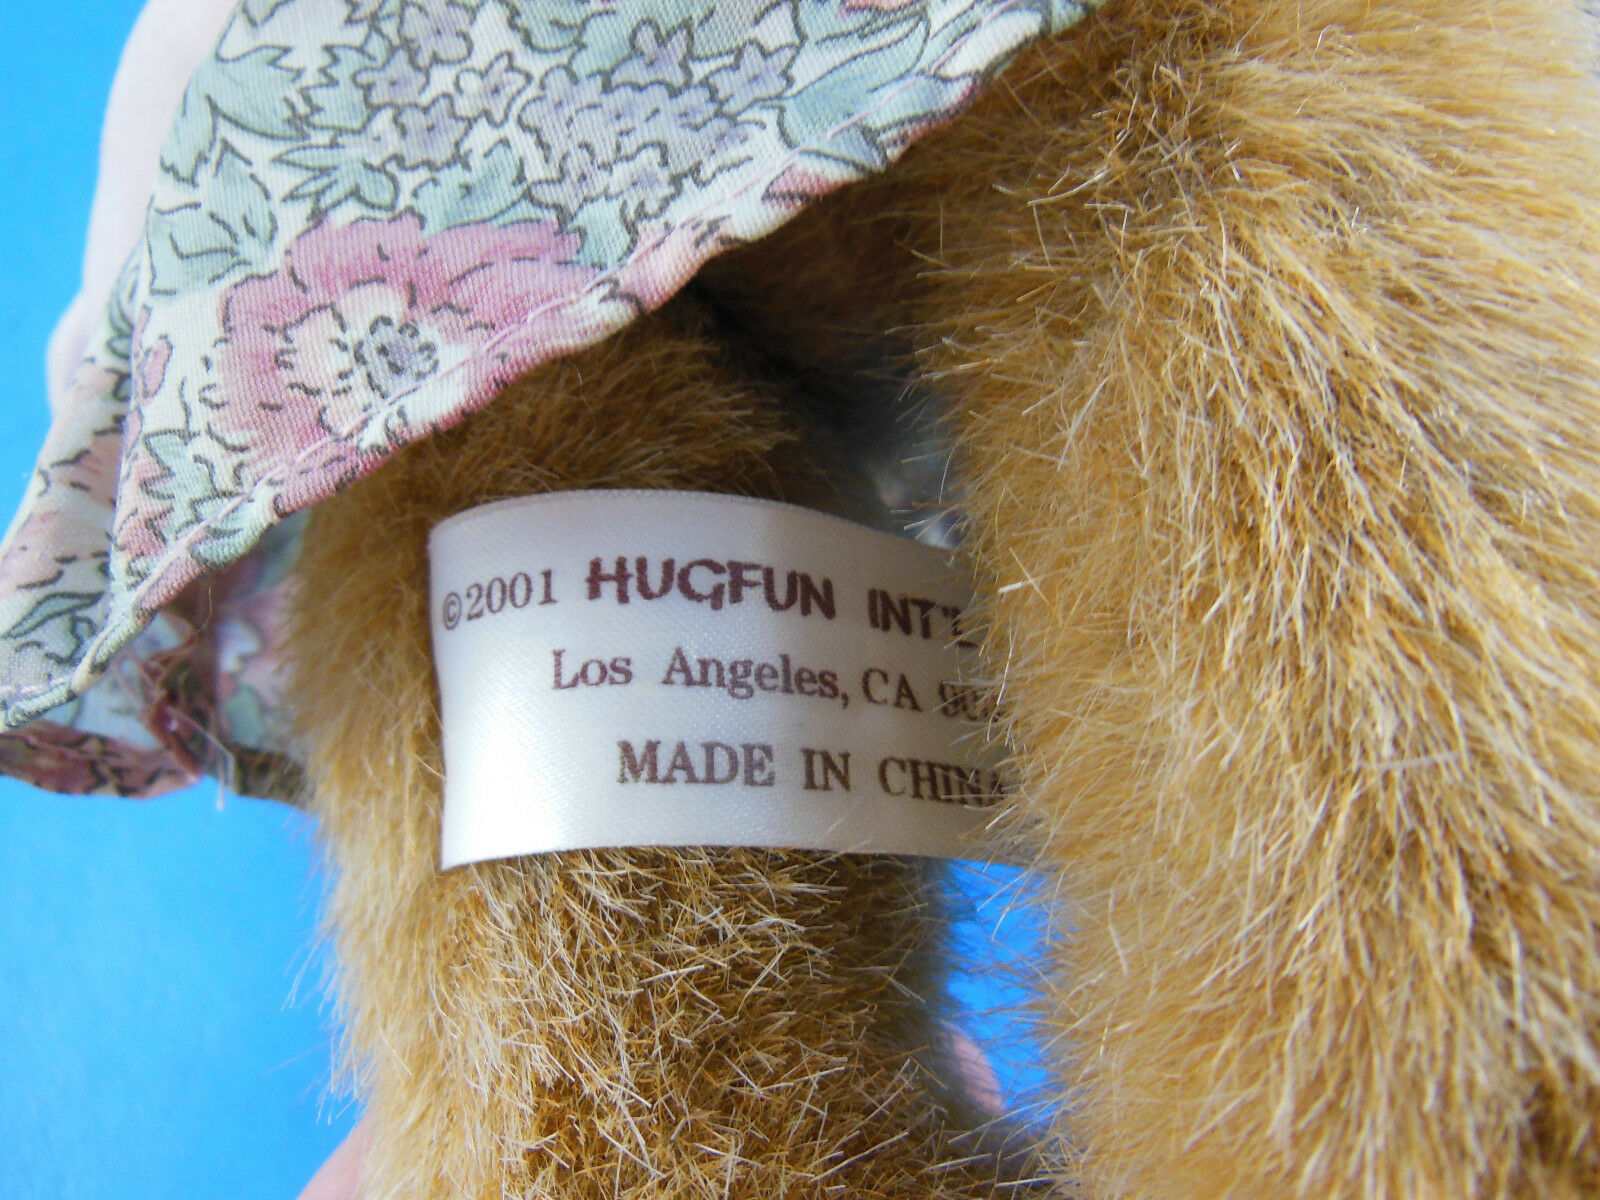 ©2001 HUGFUN INT'L
Los Angeles, CA
MADE IN CHINA